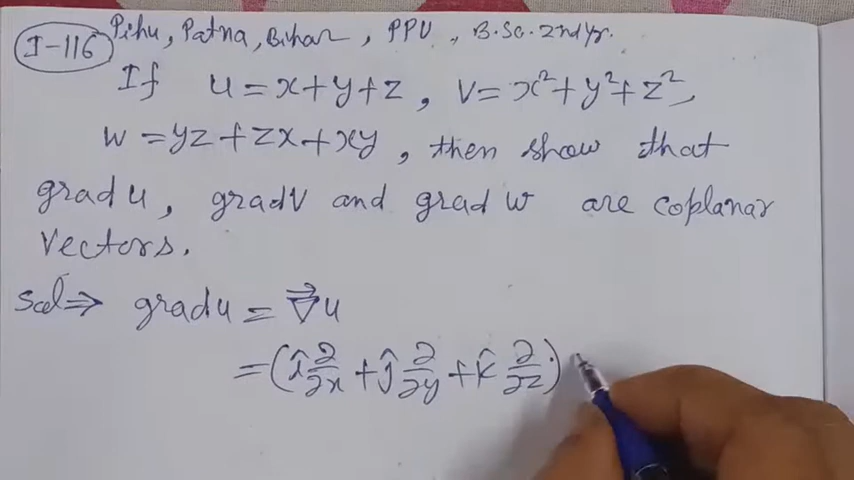 I-116 Pihu, Patna, Bihar, PPU, B.Sc. 2nd yr.
If u = x+y+z, v = x²+y²+z²,
w = yz+zx+xy, then show that
grad u, grad v and grad w are coplanar
vectors.
Sol⇒ grad u = ∇⃗u
= (î ∂/∂x + ĵ ∂/∂y + k̂ ∂/∂z)